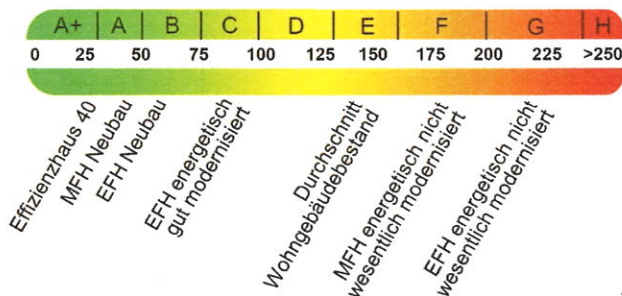 A+ A B C D E F G H
0 25 50 75 100 125 150 175 200 225 >250
Effizienzhaus 40
MFH Neubau
EFH Neubau
EFH energetisch
gut modernisiert
Durchschnitt
Wohngebäudebestand
MFH energetisch nicht
wesentlich modernisiert
EFH energetisch nicht
wesentlich modernisiert